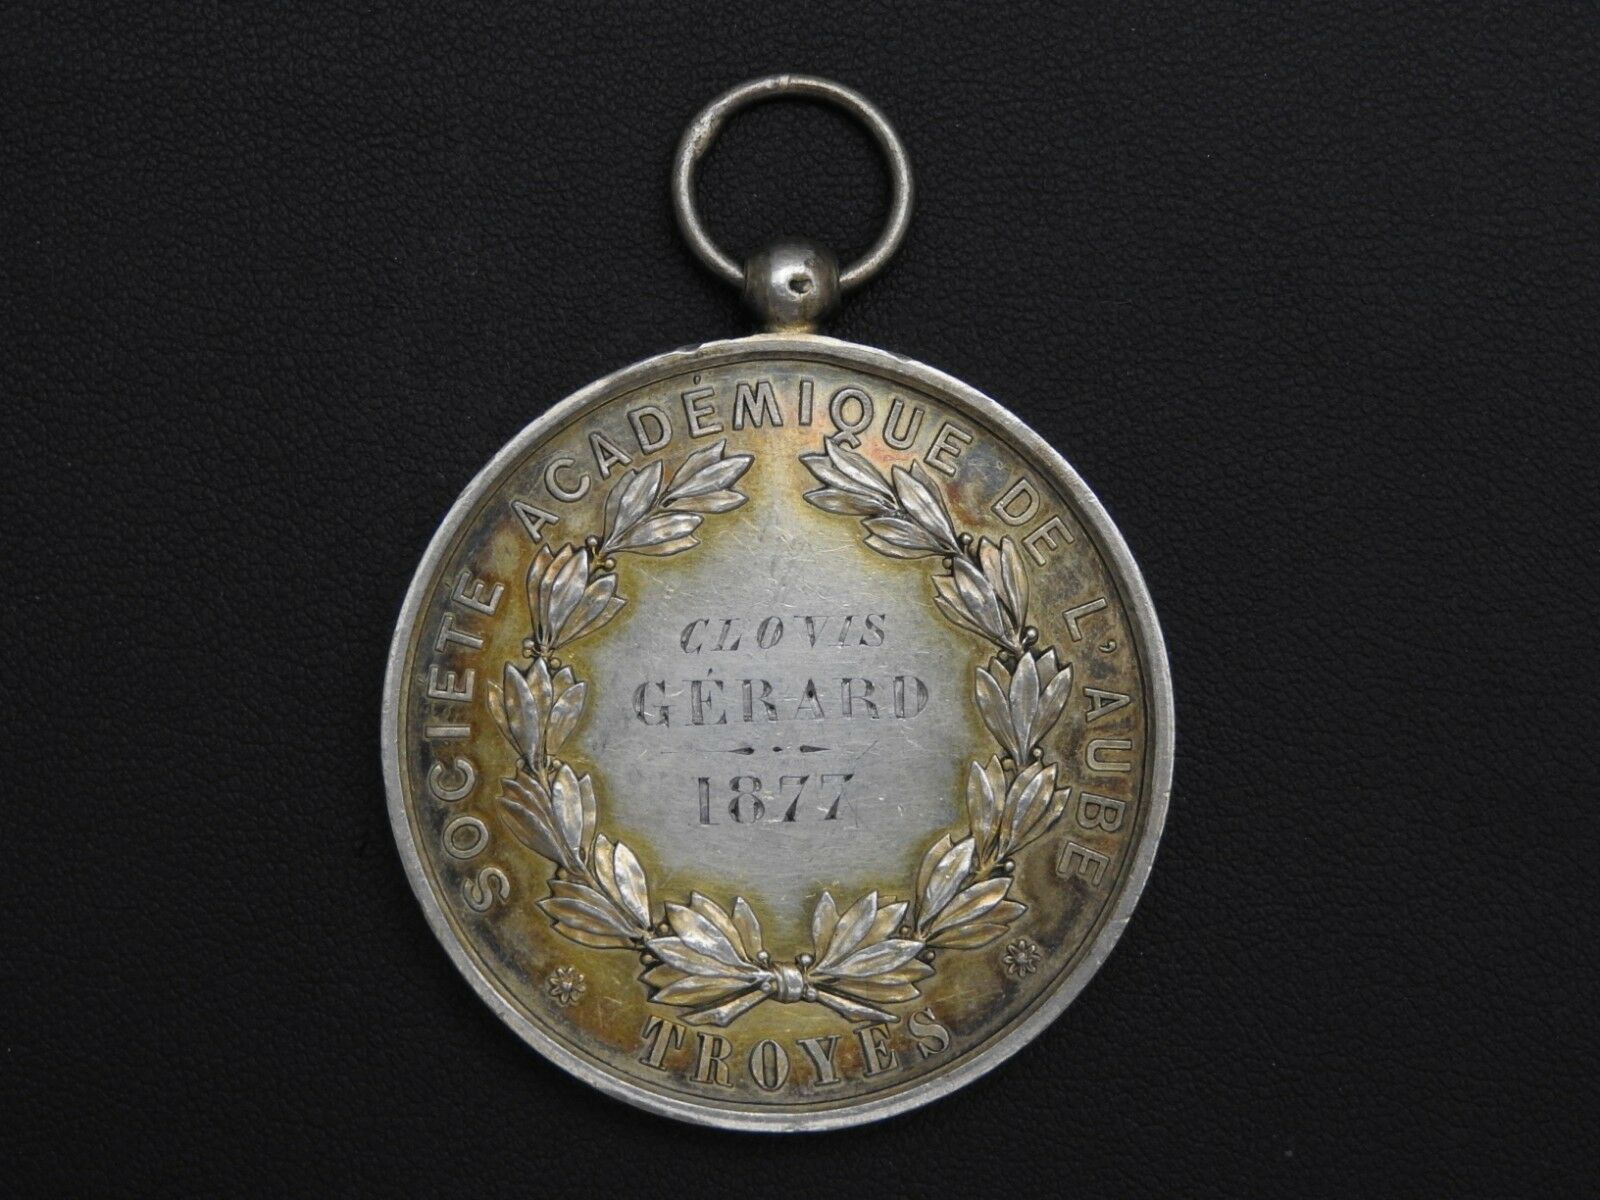 SOCIÉTÉ ACADÉMIQUE DE L'AUBE
CLOVIS
GÉRARD
1877
TROYES